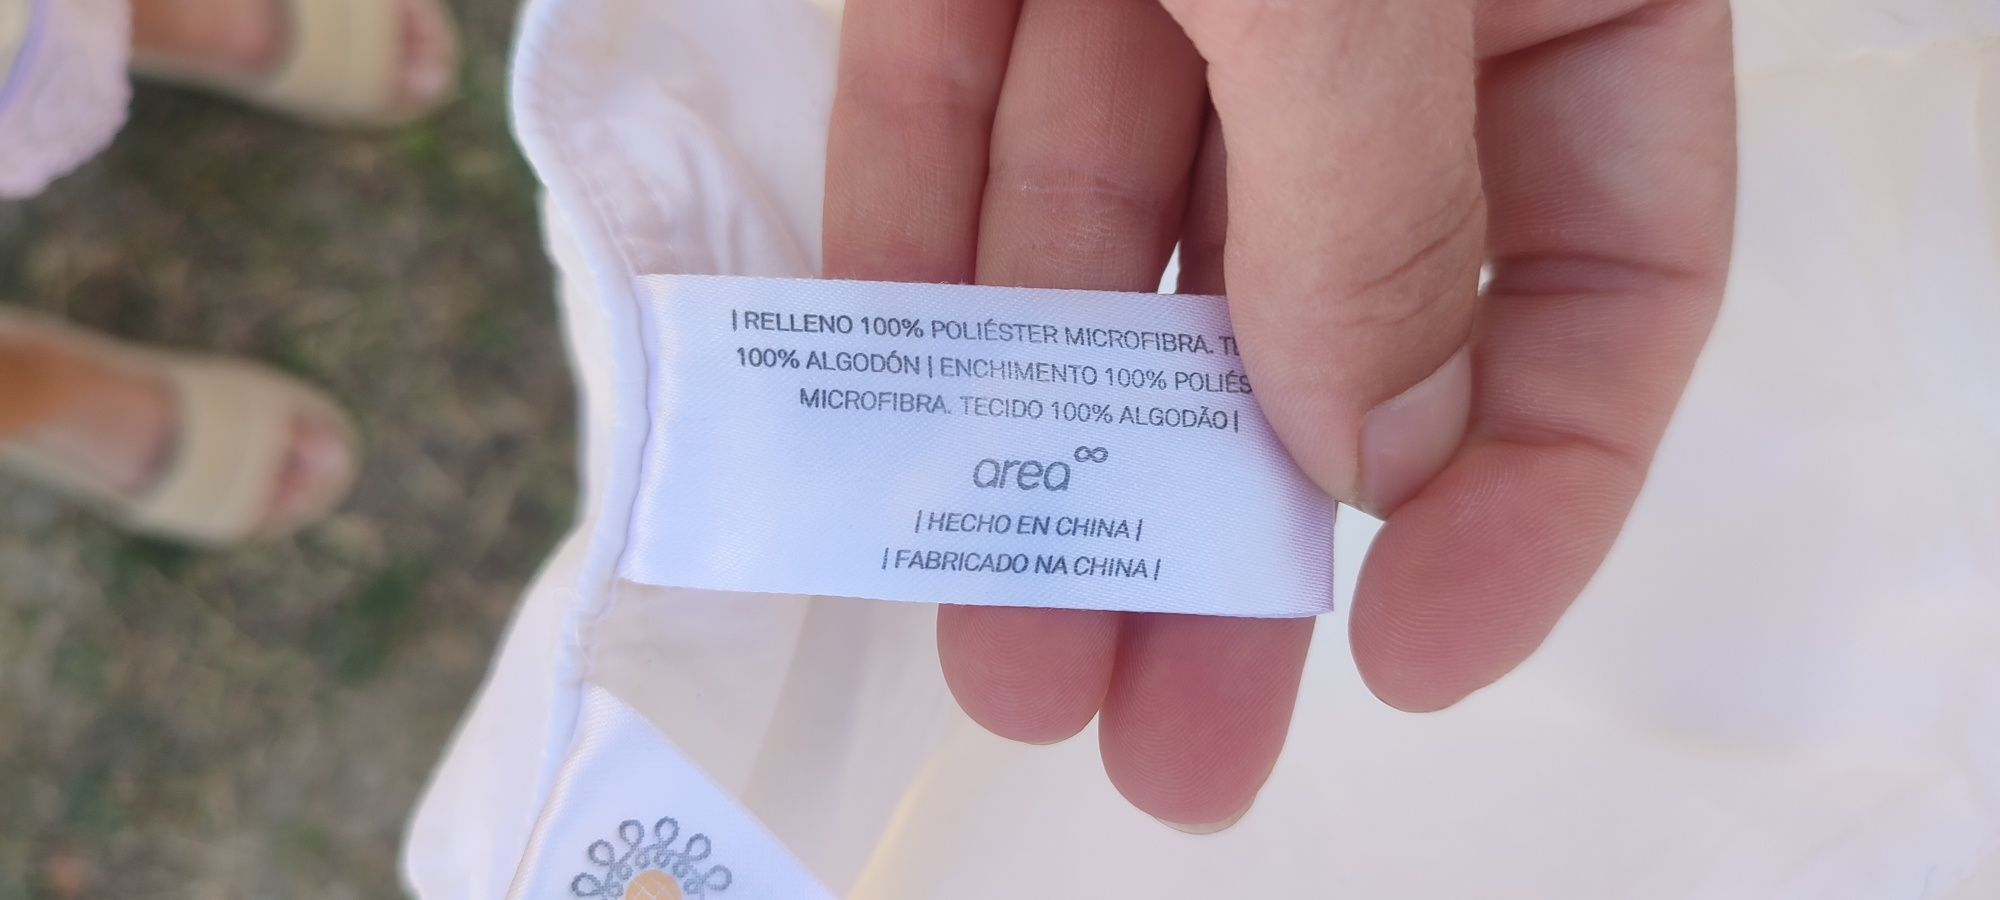 | RELLENO 100% POLIÉSTER MICROFIBRA.
100% ALGODÓN | ENCHIMENTO 100% POLIÉS
MICROFIBRA. TECIDO 100% ALGODÃO |
area∞
| HECHO EN CHINA |
| FABRICADO NA CHINA |